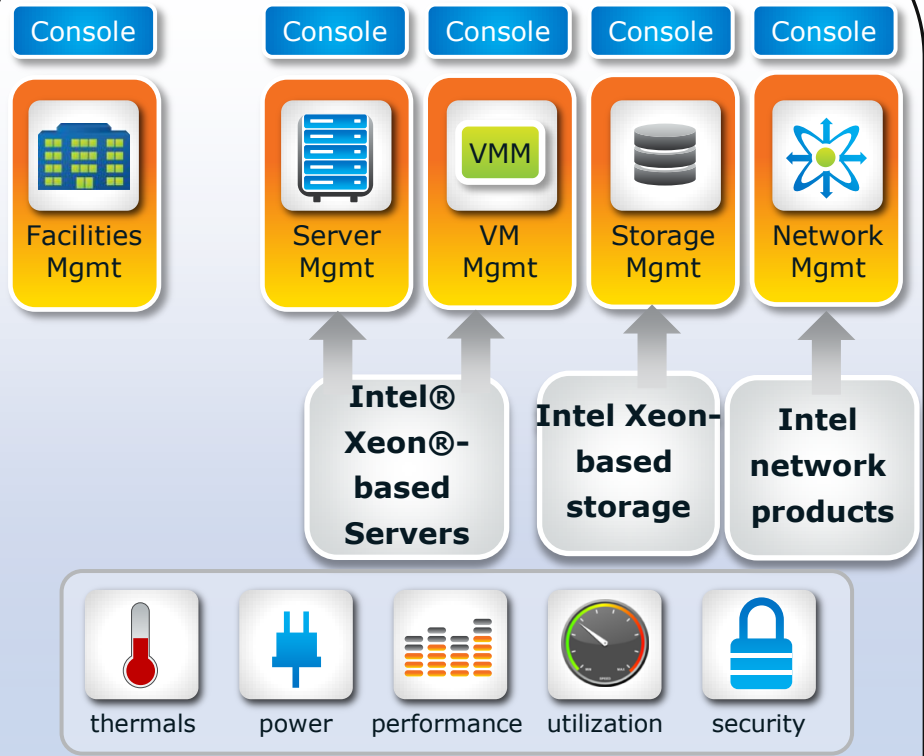 Console
Console
Console
Console
Console
VMM
Facilities
Mgmt
Server
Mgmt
VM
Mgmt
Storage
Mgmt
Network
Mgmt
Intel®
Xeon®-
based
Servers
Intel Xeon-
based
storage
Intel
network
products
thermals
power
performance
utilization
security